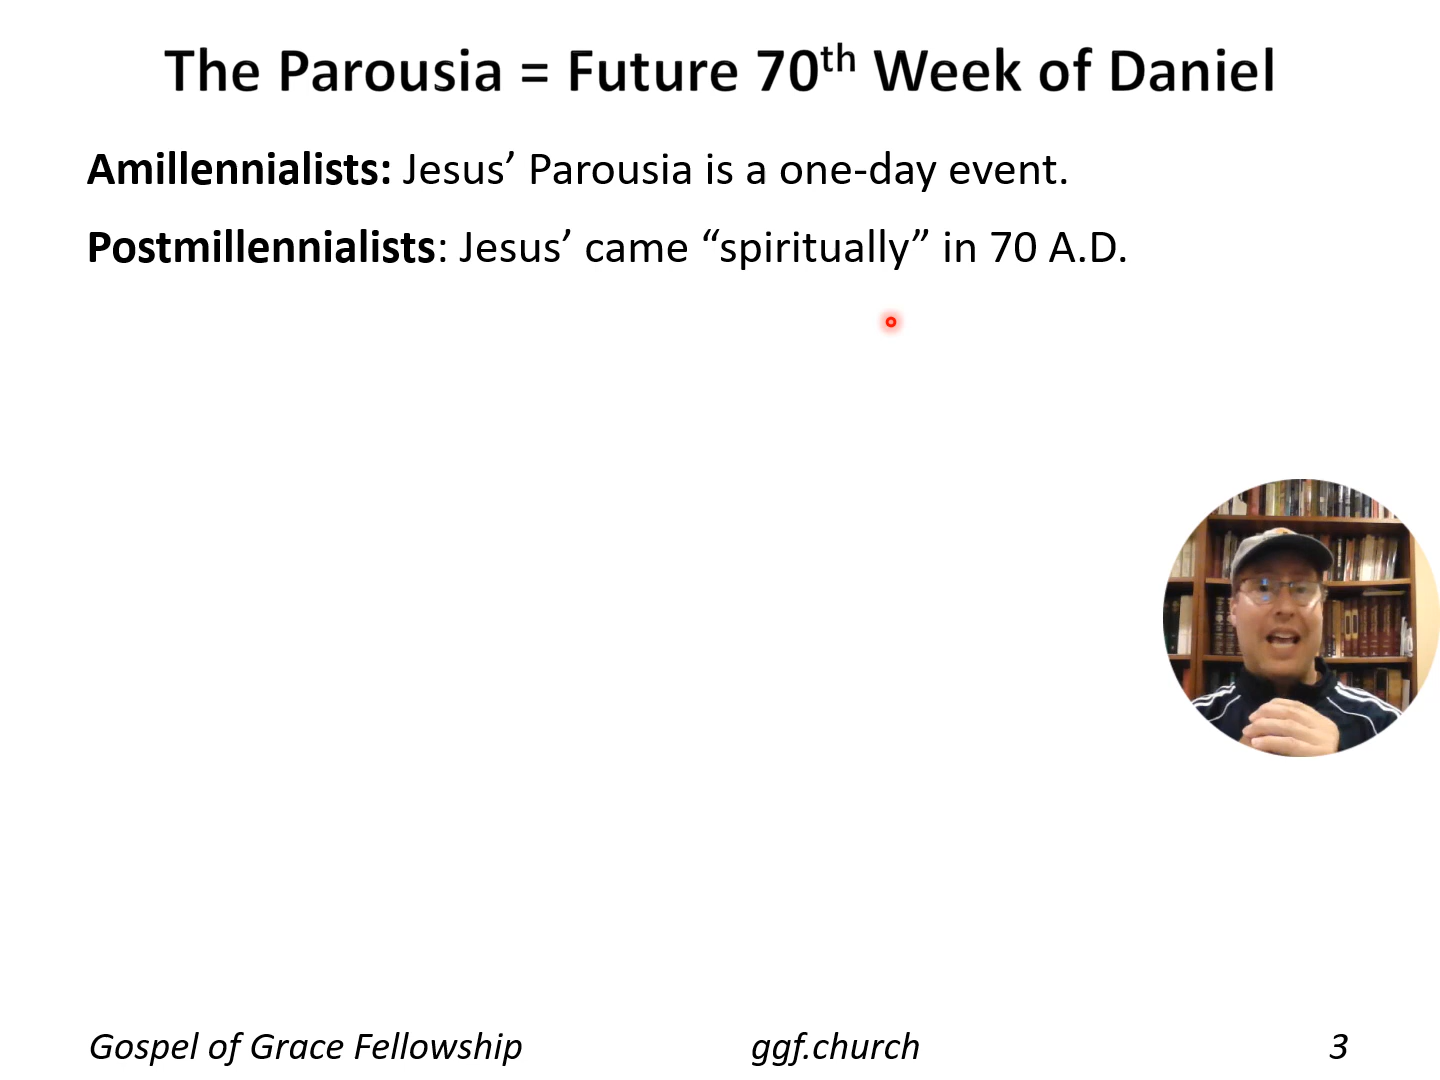 The Parousia = Future 70th Week of Daniel
Amillennialists: Jesus’ Parousia is a one-day event.
Postmillennialists: Jesus’ came “spiritually” in 70 A.D.
Gospel of Grace Fellowship ggf.church 3